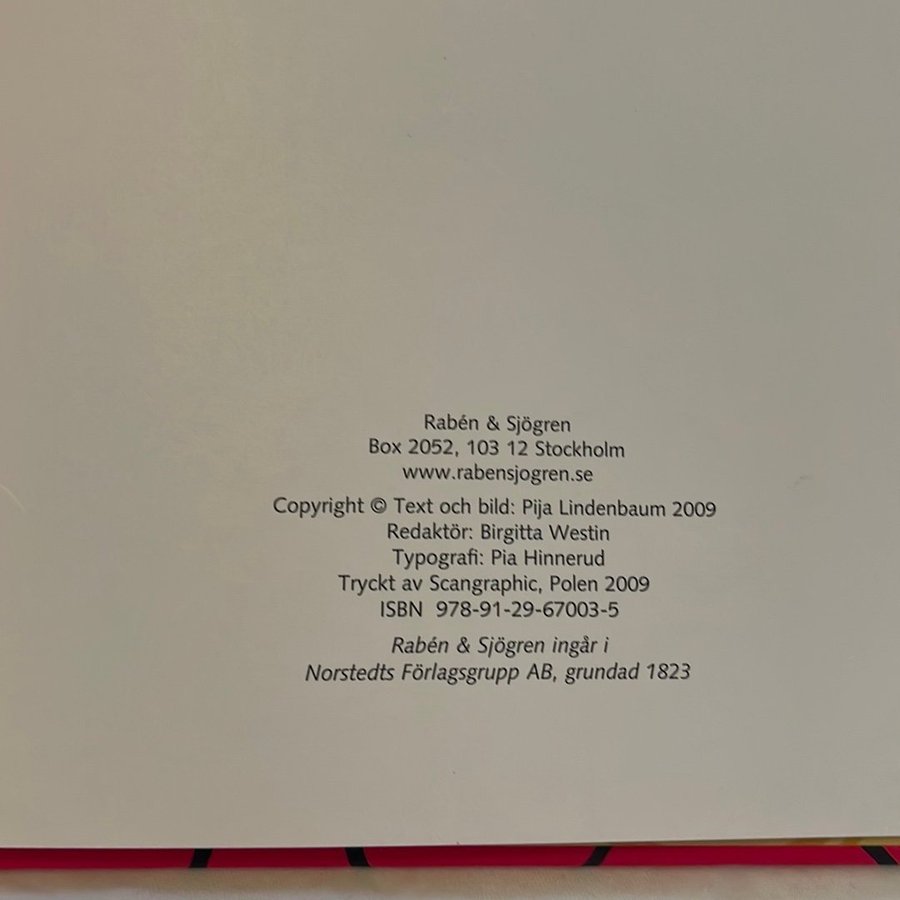 Rabén & Sjögren
Box 2052, 103 12 Stockholm
www.rabensjogren.se
Copyright © Text och bild: Pija Lindenbaum 2009
Redaktör: Birgitta Westin
Typografi: Pia Hinnerud
Tryckt av Scangraphic, Polen 2009
ISBN 978-91-29-67003-5
Rabén & Sjögren ingår i
Norstedts Förlagsgrupp AB, grundad 1823